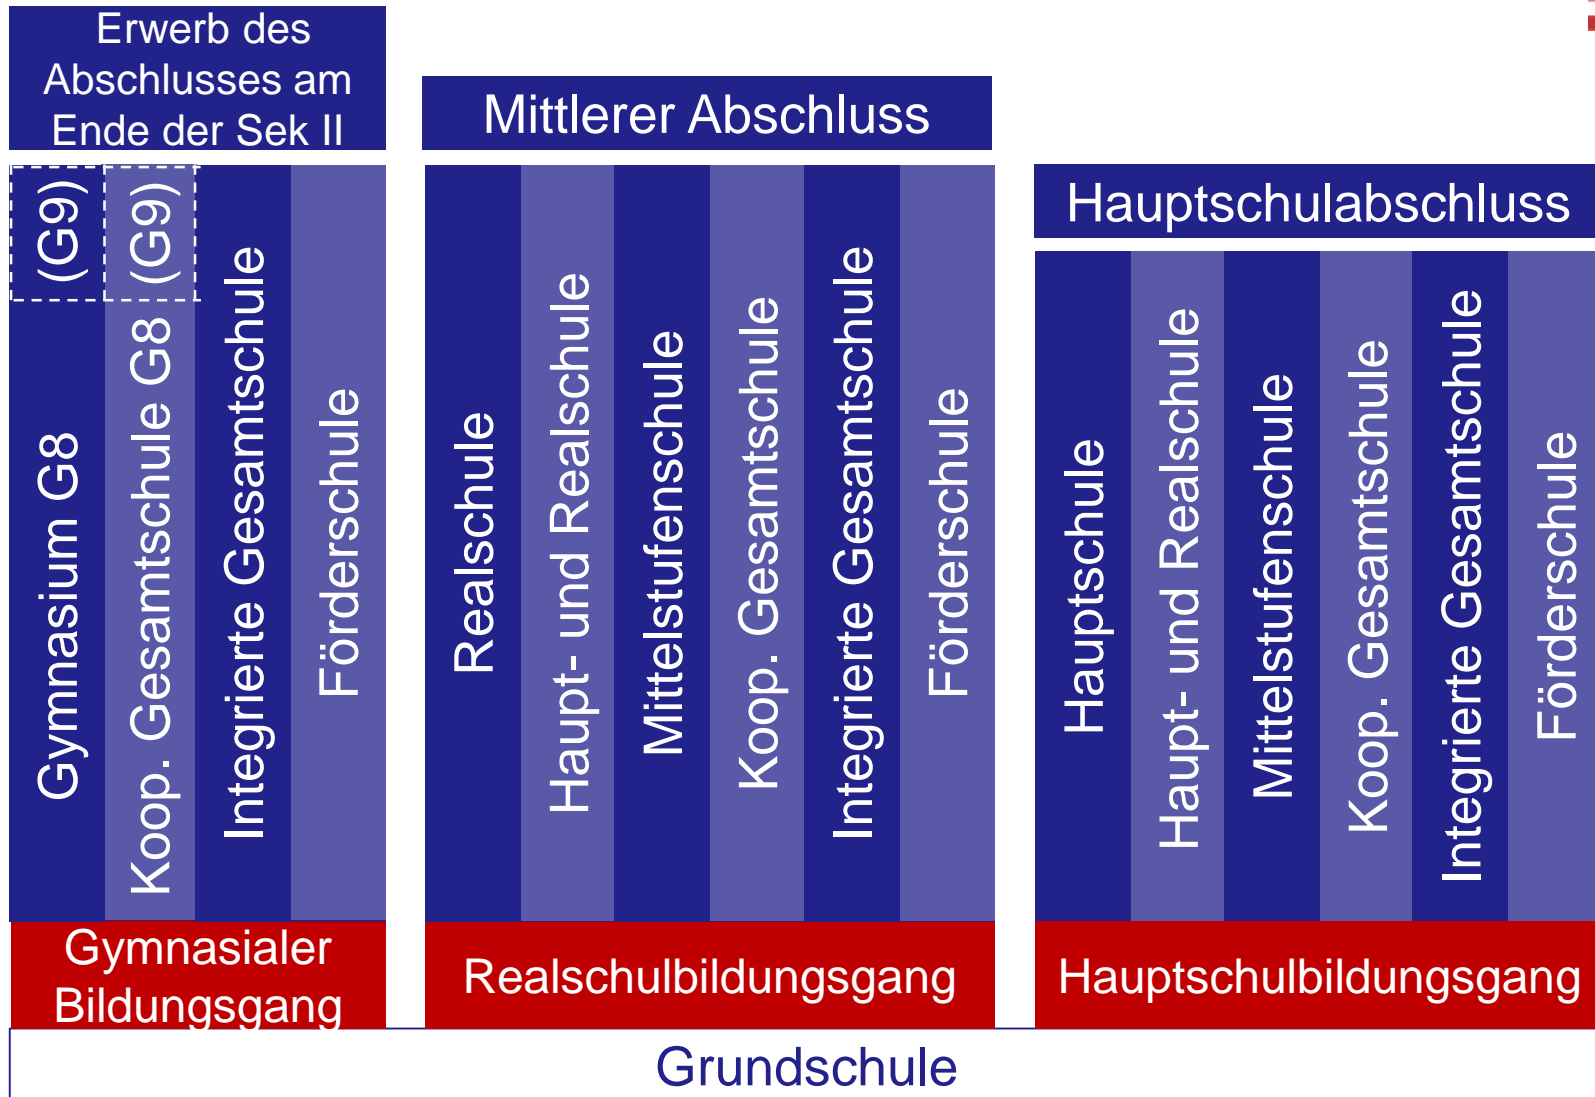 Erwerb des
Abschlusses am
Ende der Sek II
Mittlerer Abschluss
Hauptschulabschluss
(G9)
Gymnasium G8
(G9)
Koop. Gesamtschule G8
Integrierte Gesamtschule
Förderschule
Realschule
Haupt- und Realschule
Mittelstufenschule
Koop. Gesamtschule
Integrierte Gesamtschule
Förderschule
Hauptschule
Haupt- und Realschule
Mittelstufenschule
Koop. Gesamtschule
Integrierte Gesamtschule
Förderschule
Gymnasialer
Bildungsgang
Realschulbildungsgang
Hauptschulbildungsgang
Grundschule